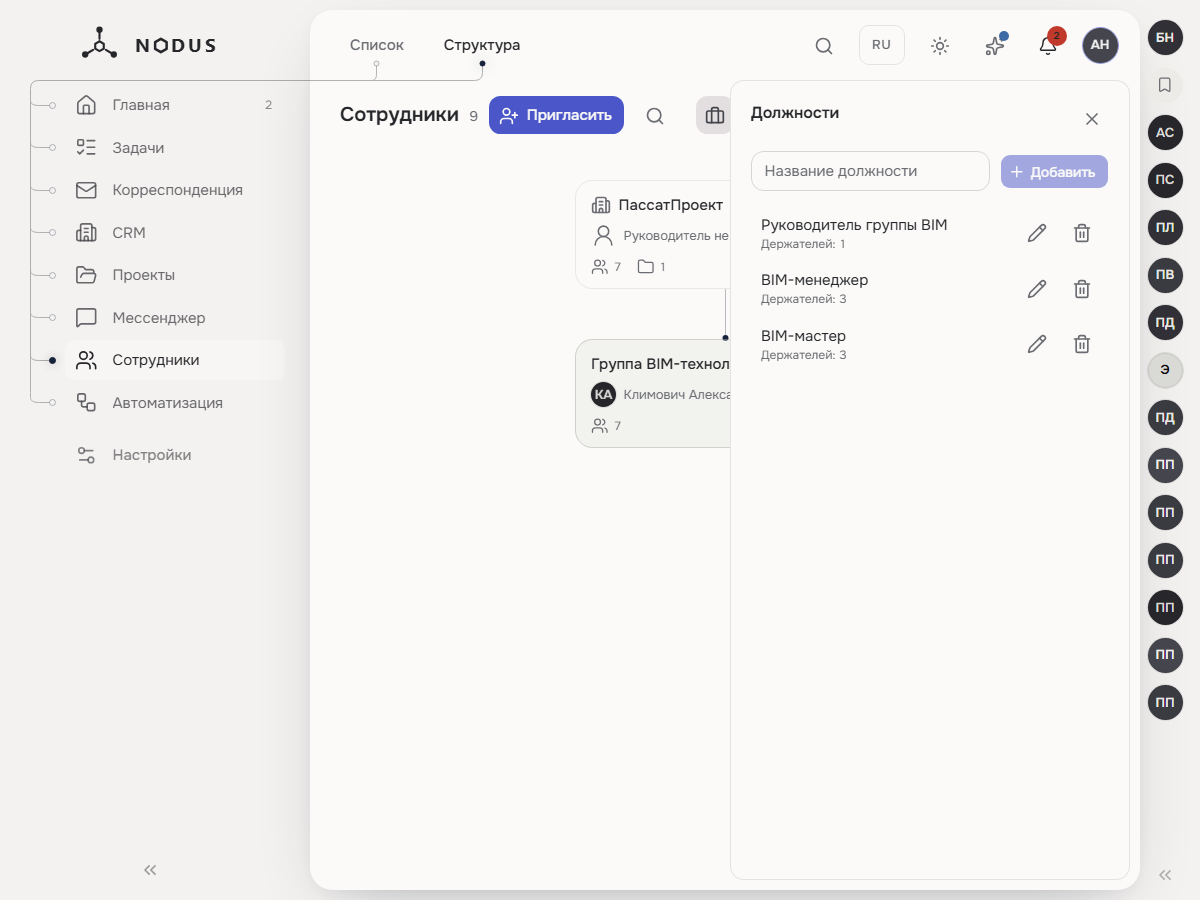 NODUS
Список
Структура
RU
2
АН
Главная
2
Задачи
Корреспонденция
CRM
Проекты
Мессенджер
Сотрудники
Автоматизация
Настройки
Сотрудники 9
Пригласить
ПассатПроект
Руководитель не
7
1
Группа BIM-технол
КА
Климович Алекса
7
Должности
Название должности
Добавить
Руководитель группы BIM
Держателей: 1
BIM-менеджер
Держателей: 3
BIM-мастер
Держателей: 3
БН
АС
ПС
ПЛ
ПВ
ПД
Э
ПД
ПП
ПП
ПП
ПП
ПП
ПП